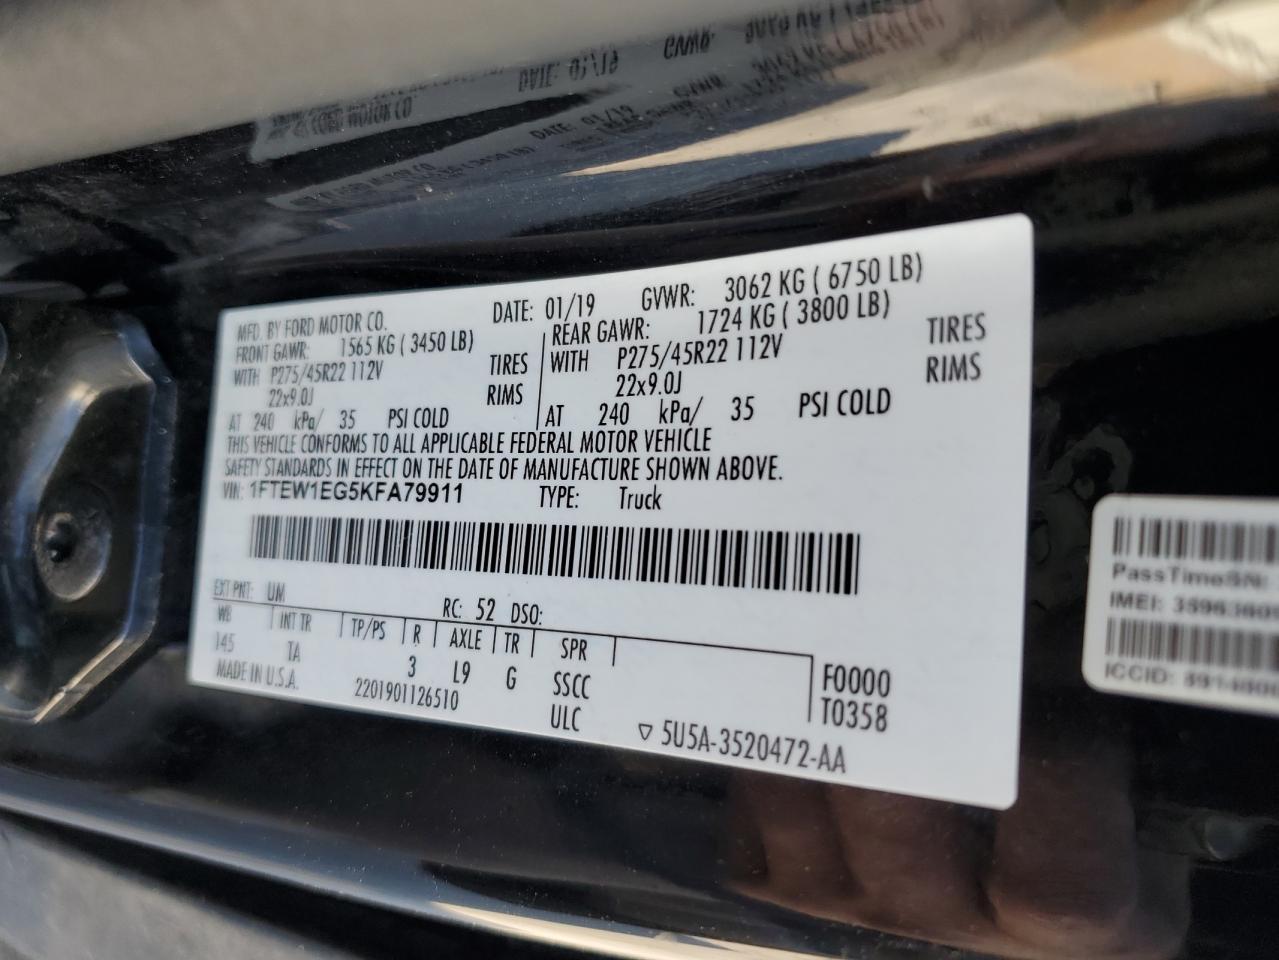 MFD. BY FORD MOTOR CO. DATE: 01/19 GVWR: 3062 KG ( 6750 LB)
FRONT GAWR: 1565 KG ( 3450 LB) REAR GAWR: 1724 KG ( 3800 LB)
WITH P275/45R22 112V TIRES WITH P275/45R22 112V TIRES
22x9.0J RIMS 22x9.0J RIMS
AT 240 kPa/ 35 PSI COLD AT 240 kPa/ 35 PSI COLD
THIS VEHICLE CONFORMS TO ALL APPLICABLE FEDERAL MOTOR VEHICLE
SAFETY STANDARDS IN EFFECT ON THE DATE OF MANUFACTURE SHOWN ABOVE.
VIN: 1FTEW1EG5KFA79911 TYPE: Truck
EXT PNT: UM RC: 52 DSO:
WB INT TR TP/PS R AXLE TR SPR
145 TA 3 L9 G SSCC F0000
MADE IN U.S.A. 2201901126510 ULC T0358
▽ 5U5A-3520472-AA
PassTimeSN:
IMEI: 35963605
ICCID: